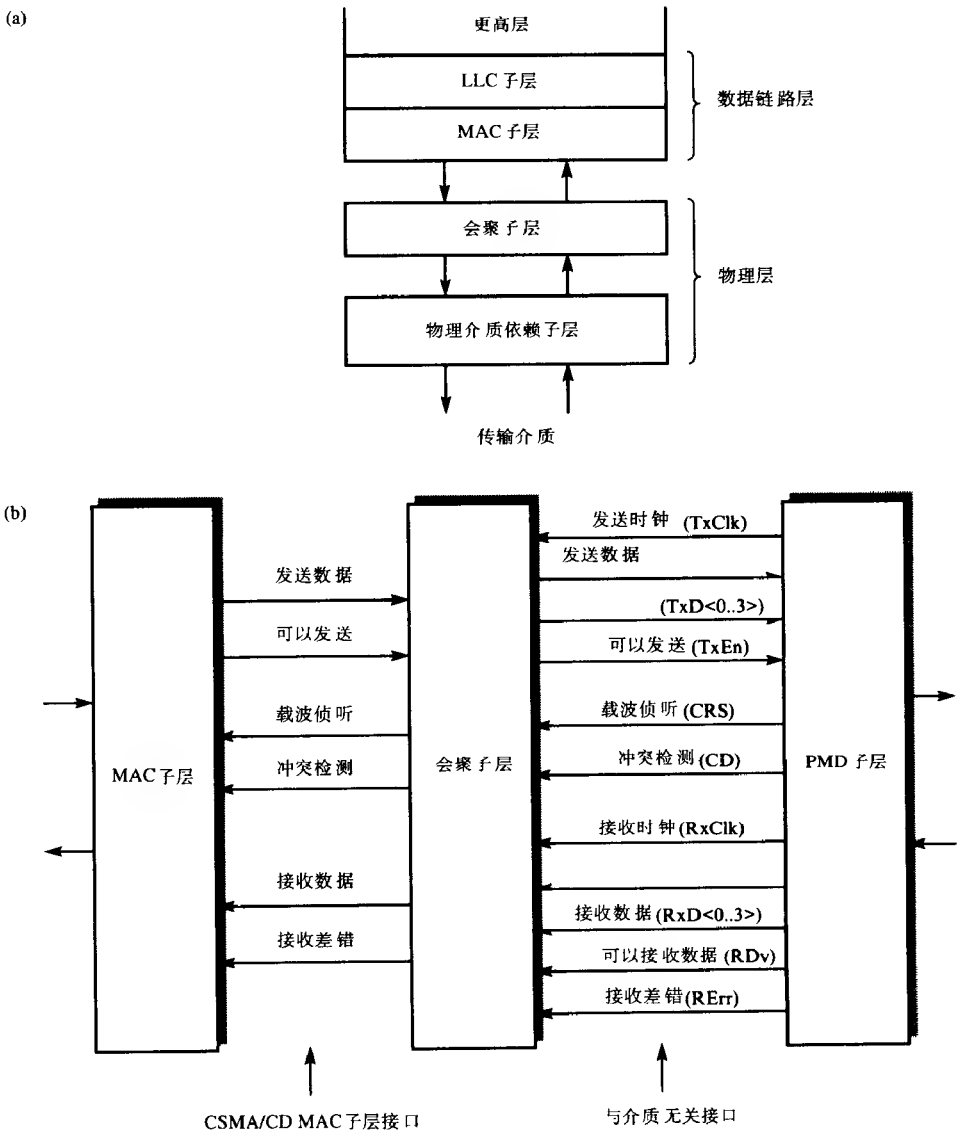 (a)
更高层
LLC 子层
MAC 子层
数据链路层
会聚子层
物理介质依赖子层
物理层
传输介质
(b)
MAC 子层
发送数据
可以发送
载波侦听
冲突检测
接收数据
接收差错
会聚子层
发送时钟 (TxClk)
发送数据
(TxD<0..3>)
可以发送 (TxEn)
载波侦听 (CRS)
冲突检测 (CD)
接收时钟 (RxClk)
接收数据 (RxD<0..3>)
可以接收数据 (RDv)
接收差错 (RErr)
PMD 子层
CSMA/CD MAC 子层接口
与介质无关接口